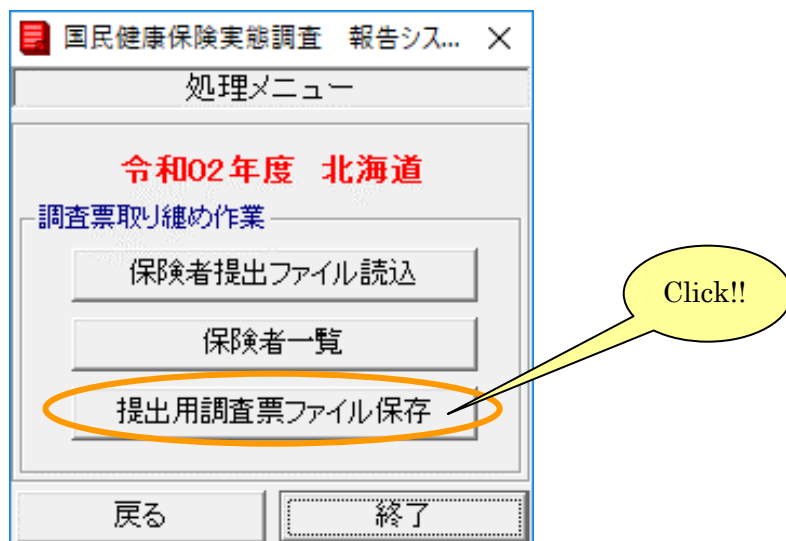 国民健康保険実態調査　報告シス...
処理メニュー
令和02年度　北海道
調査票取り纏め作業
保険者提出ファイル読込
保険者一覧
Click!!
提出用調査票ファイル保存
戻る
終了